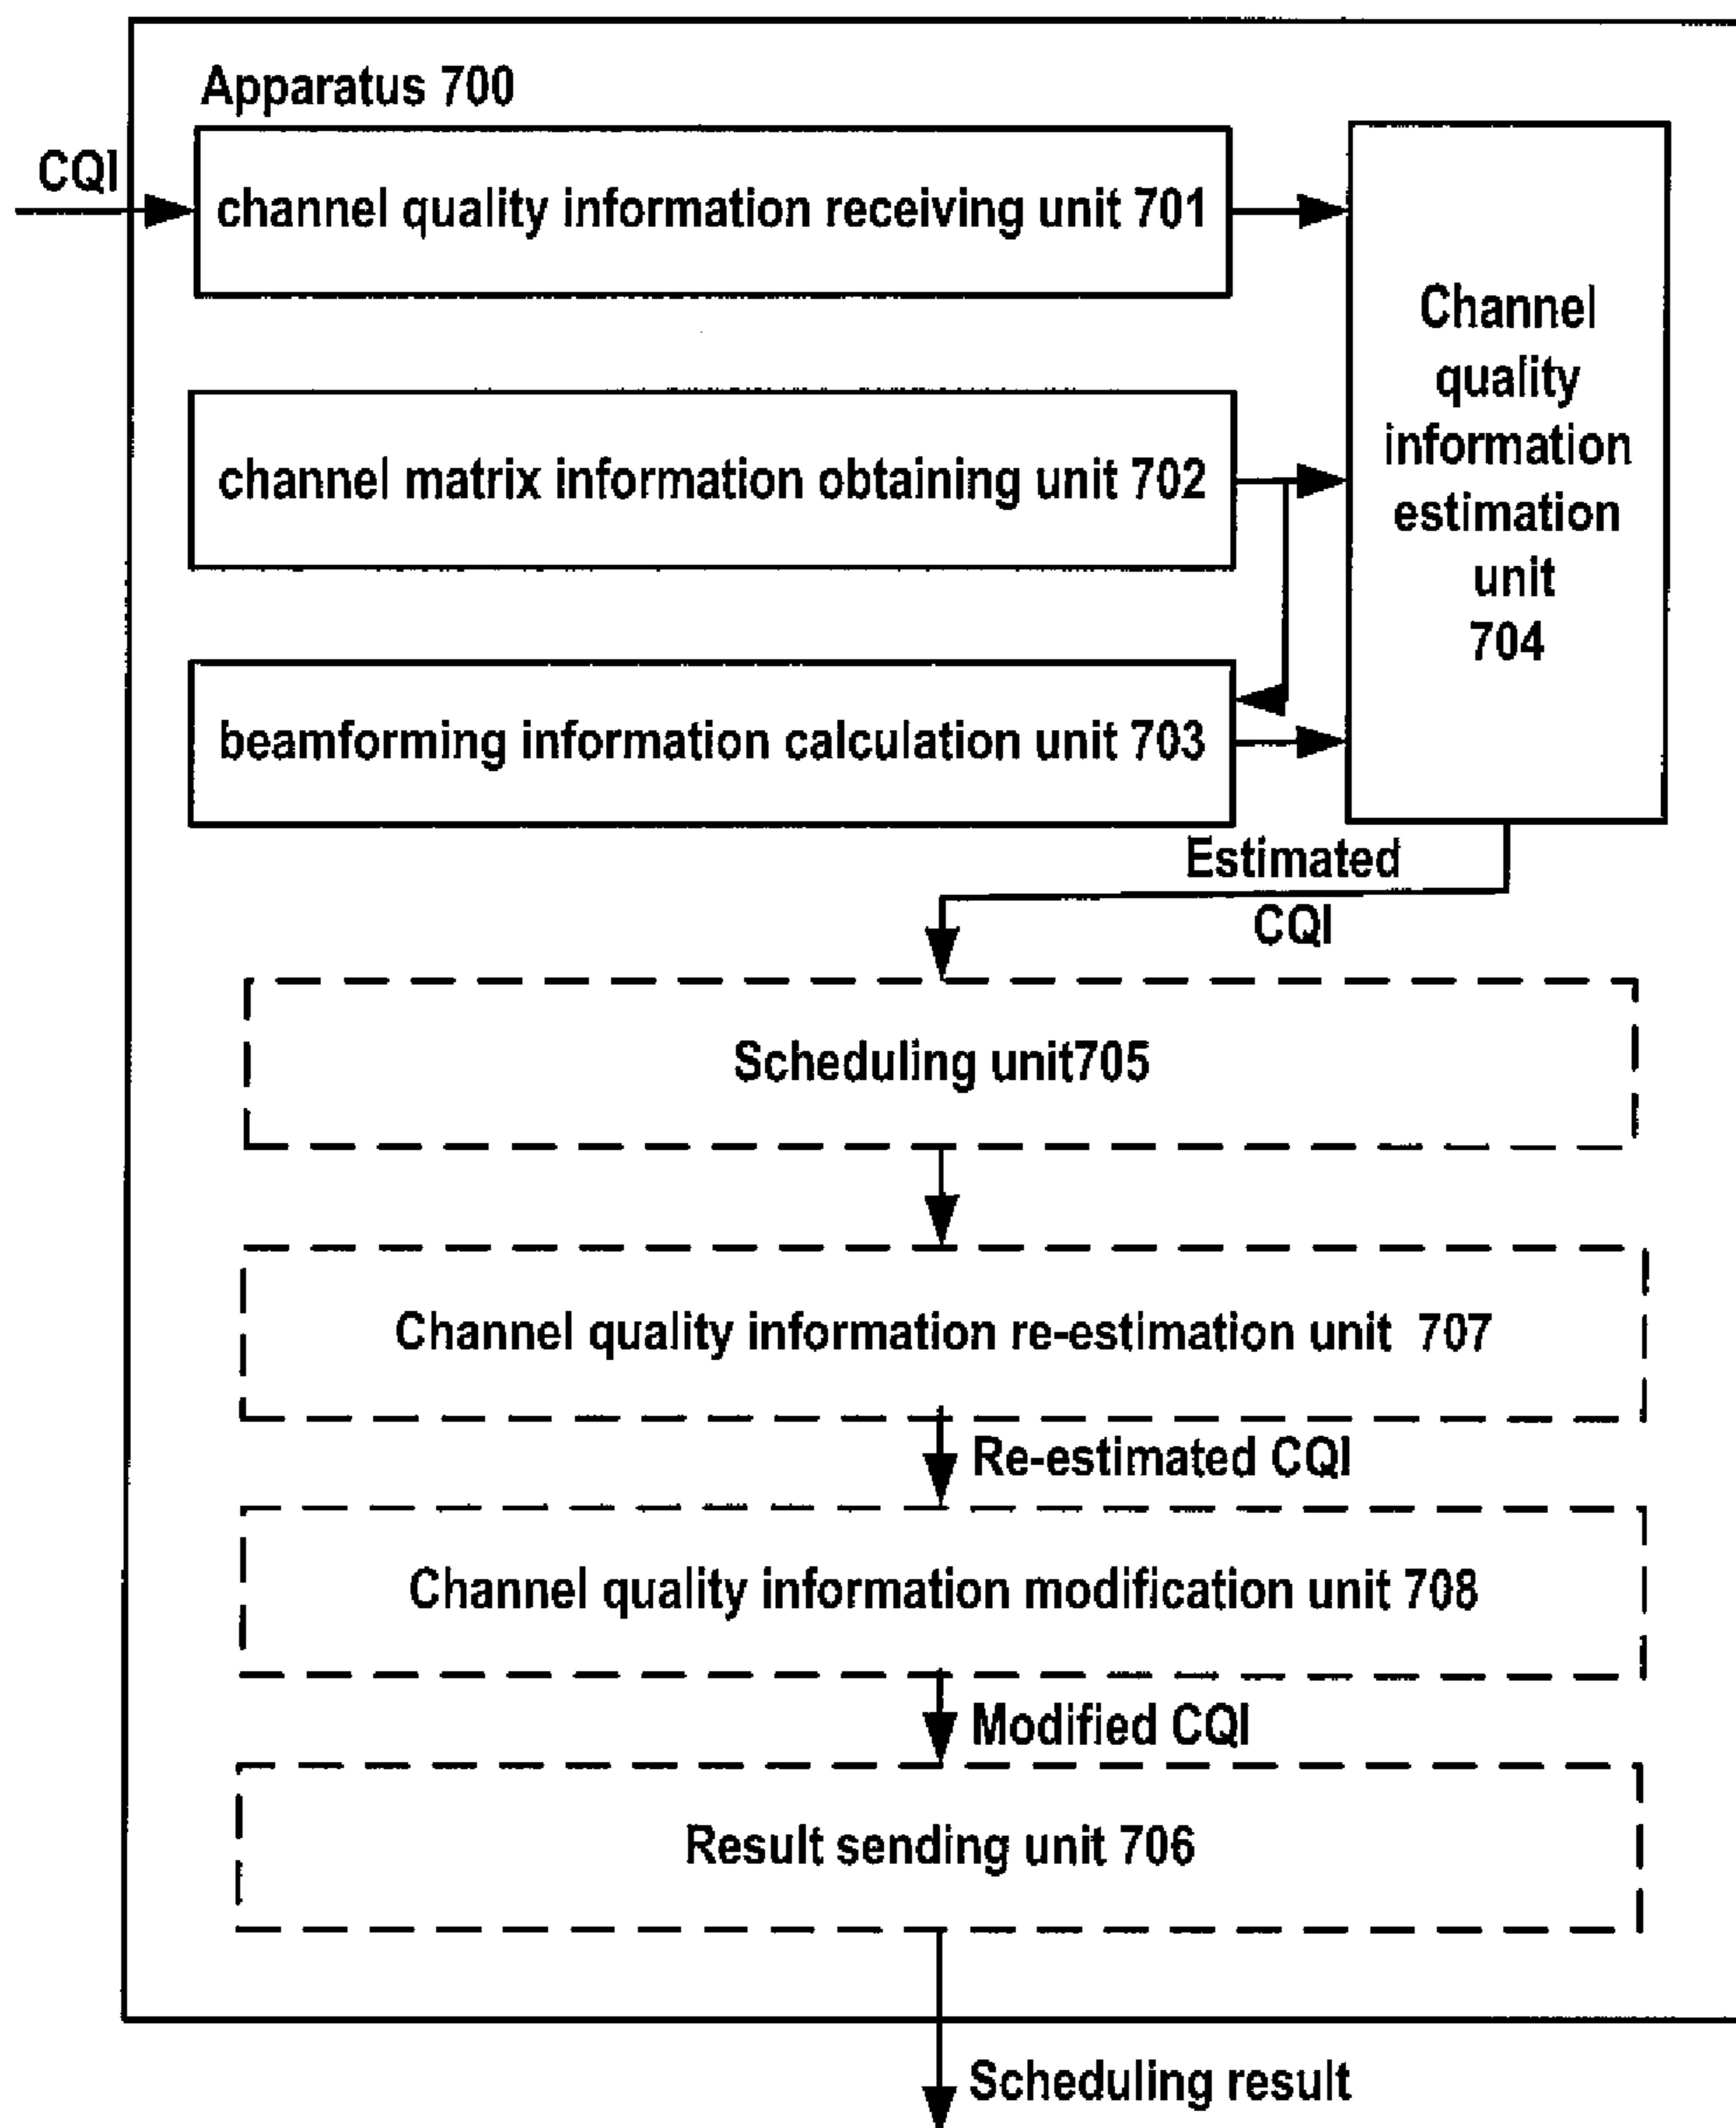 Apparatus 700
CQI
channel quality information receiving unit 701
channel matrix information obtaining unit 702
beamforming information calculation unit 703
Channel
quality
information
estimation
unit
704
Estimated
CQI
Scheduling unit705
Channel quality information re-estimation unit 707
Re-estimated CQI
Channel quality information modification unit 708
Modified CQI
Result sending unit 706
Scheduling result